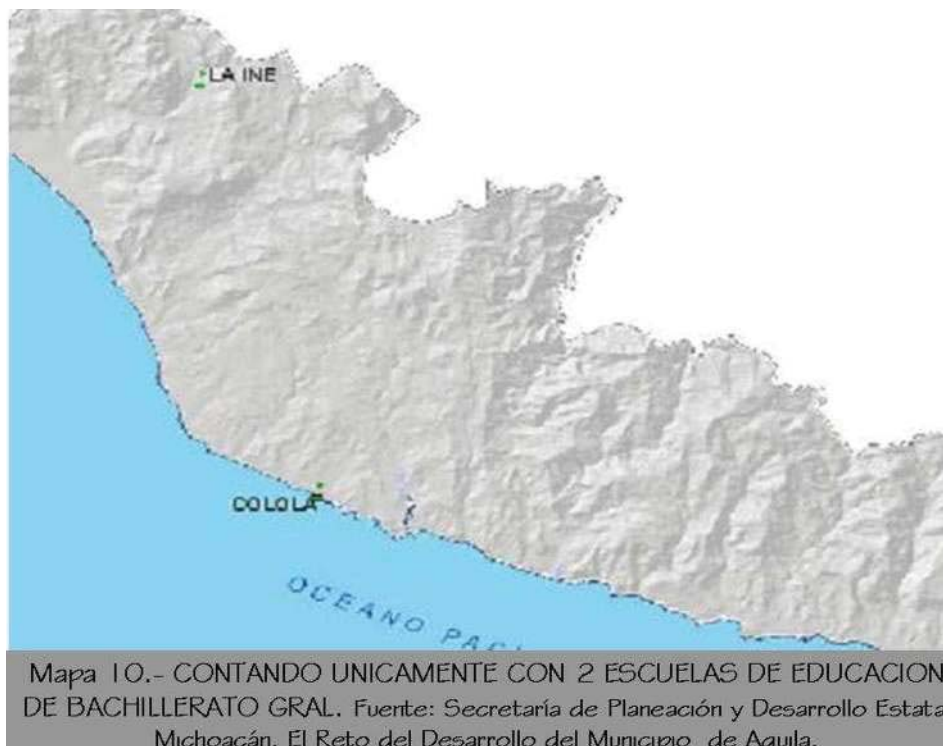 LA INE
COLOLA
OCEANO PACI
Mapa 10.- CONTANDO UNICAMENTE CON 2 ESCUELAS DE EDUCACION
DE BACHILLERATO GRAL. Fuente: Secretaría de Planeación y Desarrollo Estata
Michoacán. El Reto del Desarrollo del Municipio de Aquila.